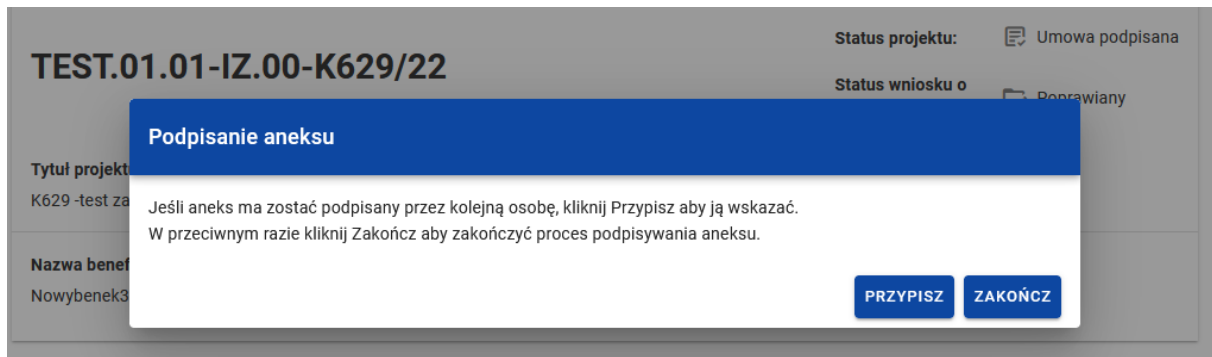 TEST.01.01-IZ.00-K629/22
Status projektu:
Umowa podpisana
Status wniosku o
Poprawiany
Podpisanie aneksu
Tytuł projekt
K629 -test za
Jeśli aneks ma zostać podpisany przez kolejną osobę, kliknij Przypisz aby ją wskazać.
W przeciwnym razie kliknij Zakończ aby zakończyć proces podpisywania aneksu.
Nazwa benef
Nowybenek3
PRZYPISZ
ZAKOŃCZ